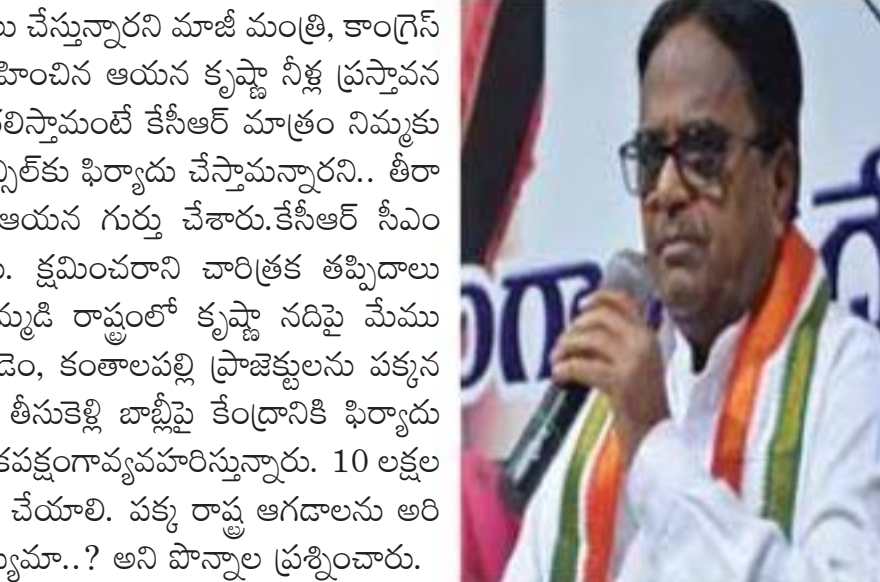 లు చేస్తున్నారని మాజీ మంత్రి, కాంగ్రెస్
హించిన ఆయన కృష్ణా నీళ్ల ప్రస్తావన
లిస్తామంటే కేసీఆర్ మాత్రం నిమ్మకు
్సిల్‌కు ఫిర్యాదు చేస్తామన్నారని.. తీరా
ఆయన గుర్తు చేశారు.కేసీఆర్ సీఎం
క్షమించరాని చారిత్రక తప్పిదాలు
మ్మడి రాష్ట్రంలో కృష్ణా నదిపై మేము
డెం, కంతాలపల్లి ప్రాజెక్టులను పక్కన
తీసుకెళ్లి బాబ్లీపై కేంద్రానికి ఫిర్యాదు
కపక్షంగావ్యవహరిస్తున్నారు. 10 లక్షల
చేయాలి. పక్క రాష్ట్ర ఆగడాలను అరి
్యమా..? అని పొన్నాల ప్రశ్నించారు.